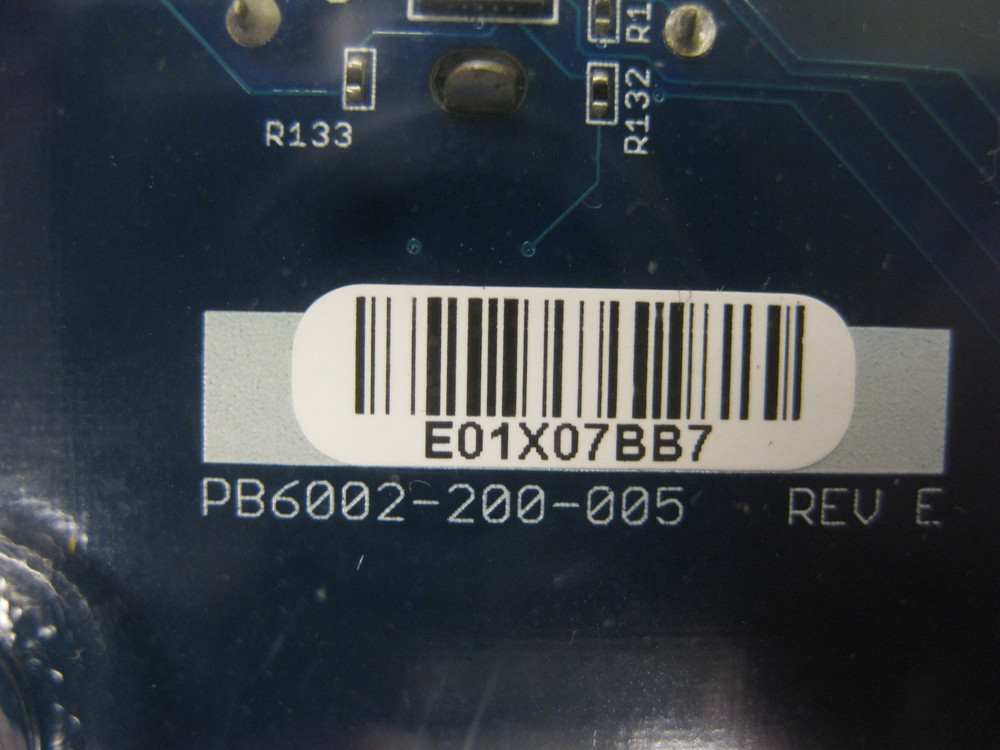 R133
R132
E01X07BB7
PB6002-200-005 REV E